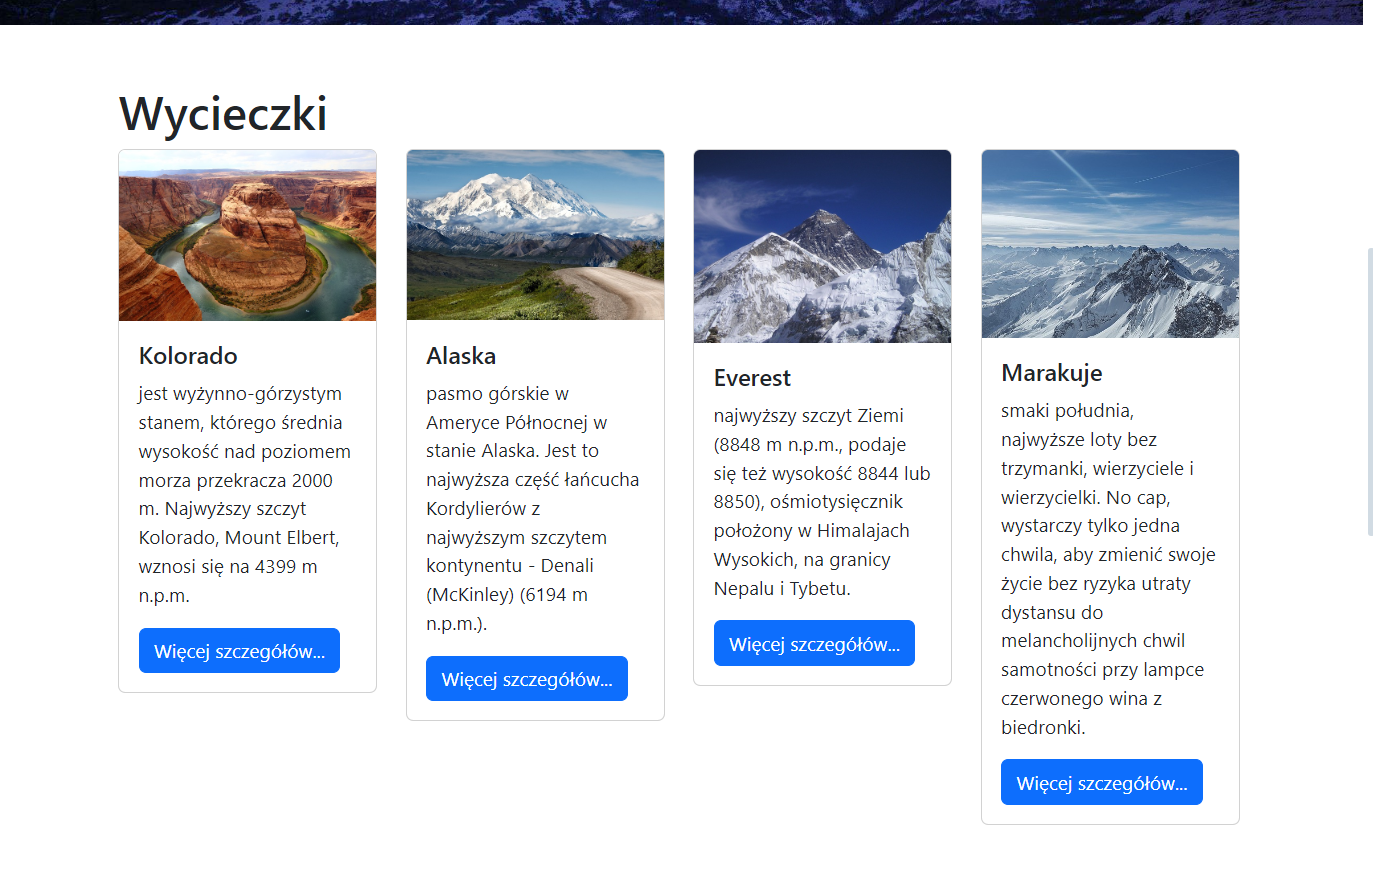 Wycieczki
Kolorado
jest wyżynno-górzystym
stanem, którego średnia
wysokość nad poziomem
morza przekracza 2000
m. Najwyższy szczyt
Kolorado, Mount Elbert,
wznosi się na 4399 m
n.p.m.
Więcej szczegółów...
Alaska
pasmo górskie w
Ameryce Północnej w
stanie Alaska. Jest to
najwyższa część łańcucha
Kordylierów z
najwyższym szczytem
kontynentu - Denali
(McKinley) (6194 m
n.p.m.).
Więcej szczegółów...
Everest
najwyższy szczyt Ziemi
(8848 m n.p.m., podaje
się też wysokość 8844 lub
8850), ośmiotysięcznik
położony w Himalajach
Wysokich, na granicy
Nepalu i Tybetu.
Więcej szczegółów...
Marakuje
smaki południa,
najwyższe loty bez
trzymanki, wierzyciele i
wierzycielki. No cap,
wystarczy tylko jedna
chwila, aby zmienić swoje
życie bez ryzyka utraty
dystansu do
melancholijnych chwil
samotności przy lampce
czerwonego wina z
biedronki.
Więcej szczegółów...